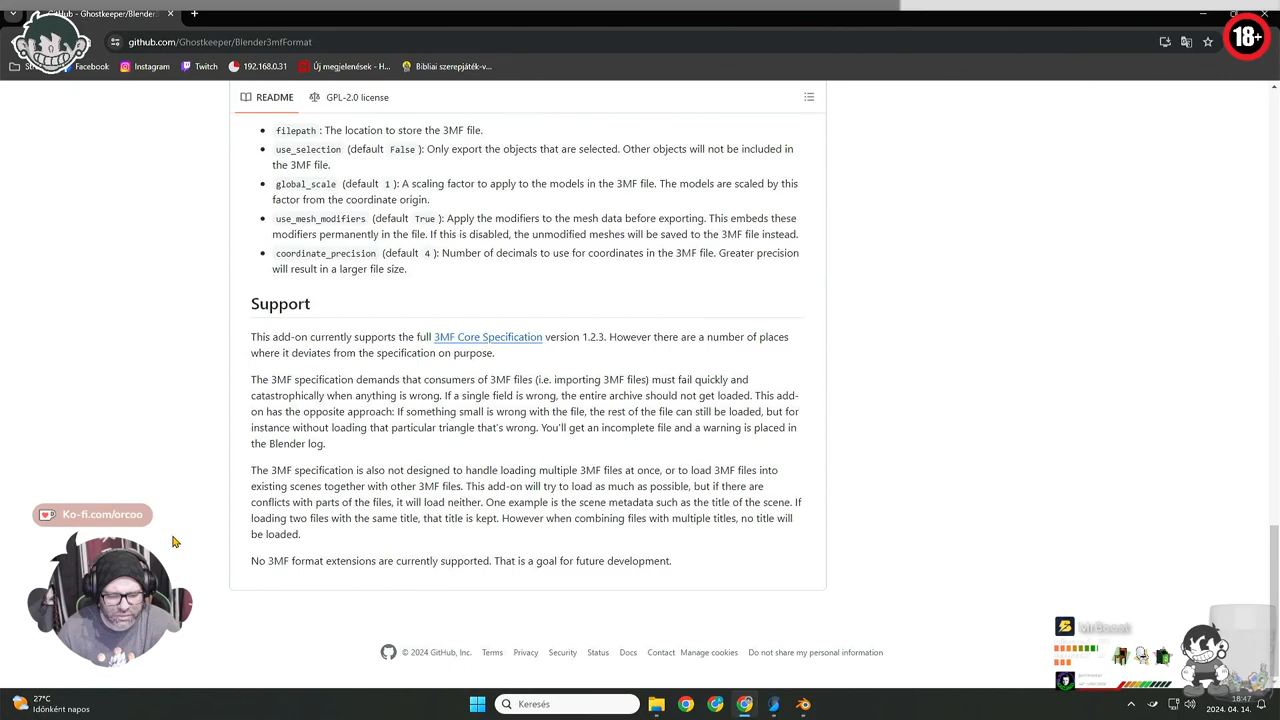 GitHub - Ghostkeeper/Blender3
github.com/Ghostkeeper/Blender3mfFormat
18+
Facebook
Instagram
Twitch
192.168.0.31
Új megjelenések - H...
Bibliai szerepjáték-v...
README
GPL-2.0 license
filepath : The location to store the 3MF file.
use_selection (default False ): Only export the objects that are selected. Other objects will not be included in
the 3MF file.
global_scale (default 1 ): A scaling factor to apply to the models in the 3MF file. The models are scaled by this
factor from the coordinate origin.
use_mesh_modifiers (default True ): Apply the modifiers to the mesh data before exporting. This embeds these
modifiers permanently in the file. If this is disabled, the unmodified meshes will be saved to the 3MF file instead.
coordinate_precision (default 4 ): Number of decimals to use for coordinates in the 3MF file. Greater precision
will result in a larger file size.
Support
This add-on currently supports the full 3MF Core Specification version 1.2.3. However there are a number of places
where it deviates from the specification on purpose.
The 3MF specification demands that consumers of 3MF files (i.e. importing 3MF files) must fail quickly and
catastrophically when anything is wrong. If a single field is wrong, the entire archive should not get loaded. This add-
on has the opposite approach: If something small is wrong with the file, the rest of the file can still be loaded, but for
instance without loading that particular triangle that's wrong. You'll get an incomplete file and a warning is placed in
the Blender log.
The 3MF specification is also not designed to handle loading multiple 3MF files at once, or to load 3MF files into
existing scenes together with other 3MF files. This add-on will try to load as much as possible, but if there are
conflicts with parts of the files, it will load neither. One example is the scene metadata such as the title of the scene. If
loading two files with the same title, that title is kept. However when combining files with multiple titles, no title will
be loaded.
No 3MF format extensions are currently supported. That is a goal for future development.
Ko-fi.com/orcoo
© 2024 GitHub, Inc.
Terms
Privacy
Security
Status
Docs
Contact
Manage cookies
Do not share my personal information
MrBoost
27°C
Időnként napos
Keresés
18:47
2024. 04. 14.